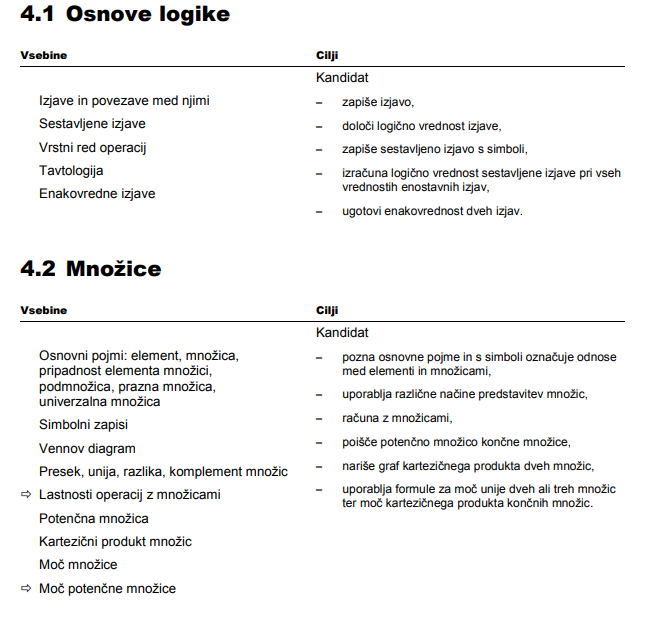 4.1 Osnove logike
Vsebine
Cilji
Kandidat
Izjave in povezave med njimi
Sestavljene izjave
Vrstni red operacij
Tavtologija
Enakovredne izjave
– zapiše izjavo,
– določi logično vrednost izjave,
– zapiše sestavljeno izjavo s simboli,
– izračuna logično vrednost sestavljene izjave pri vseh
vrednostih enostavnih izjav,
– ugotovi enakovrednost dveh izjav.
4.2 Množice
Vsebine
Cilji
Kandidat
Osnovni pojmi: element, množica,
pripadnost elementa množici,
podmnožica, prazna množica,
univerzalna množica
Simbolni zapisi
Vennov diagram
Presek, unija, razlika, komplement množic
⇨ Lastnosti operacij z množicami
Potenčna množica
Kartezični produkt množic
Moč množice
⇨ Moč potenčne množice
– pozna osnovne pojme in s simboli označuje odnose
med elementi in množicami,
– uporablja različne načine predstavitev množic,
– računa z množicami,
– poišče potenčno množico končne množice,
– nariše graf kartezičnega produkta dveh množic,
– uporablja formule za moč unije dveh ali treh množic
ter moč kartezičnega produkta končnih množic.